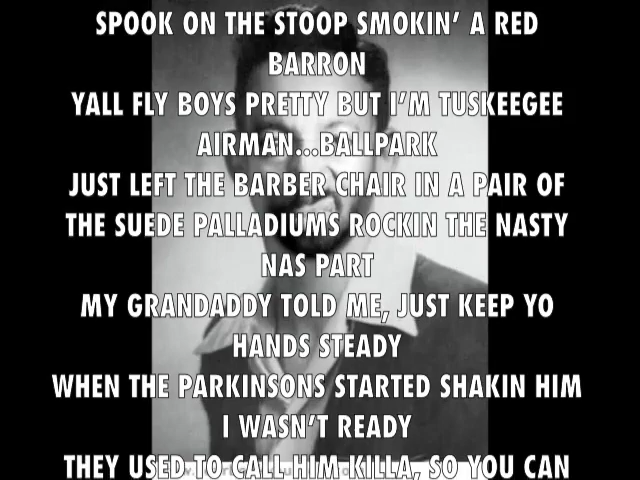 SPOOK ON THE STOOP SMOKIN' A RED
BARRON
YALL FLY BOYS PRETTY BUT I'M TUSKEEGEE
AIRMAN...BALLPARK
JUST LEFT THE BARBER CHAIR IN A PAIR OF
THE SUEDE PALLADIUMS ROCKIN THE NASTY
NAS PART
MY GRANDADDY TOLD ME, JUST KEEP YO
HANDS STEADY
WHEN THE PARKINSONS STARTED SHAKIN HIM
I WASN'T READY
THEY USED TO CALL HIM KILLA, SO YOU CAN